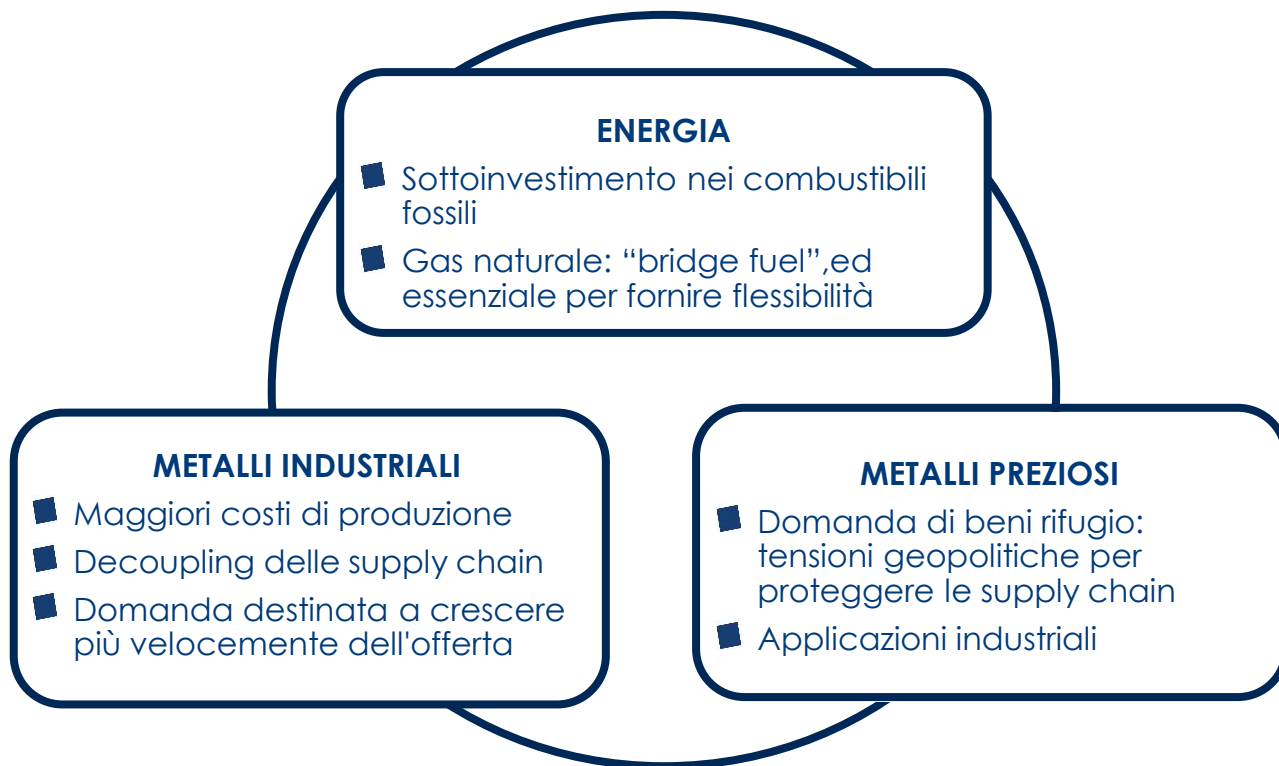 ENERGIA
Sottoinvestimento nei combustibili
fossili
Gas naturale: “bridge fuel”,ed
essenziale per fornire flessibilità
METALLI INDUSTRIALI
Maggiori costi di produzione
Decoupling delle supply chain
Domanda destinata a crescere
più velocemente dell'offerta
METALLI PREZIOSI
Domanda di beni rifugio:
tensioni geopolitiche per
proteggere le supply chain
Applicazioni industriali